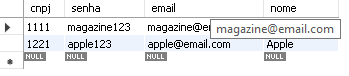 cnpj senha email nome
1111 magazine123 magazine@em magazine@email.com
1221 apple123 apple@email.com Apple
NULL NULL NULL NULL